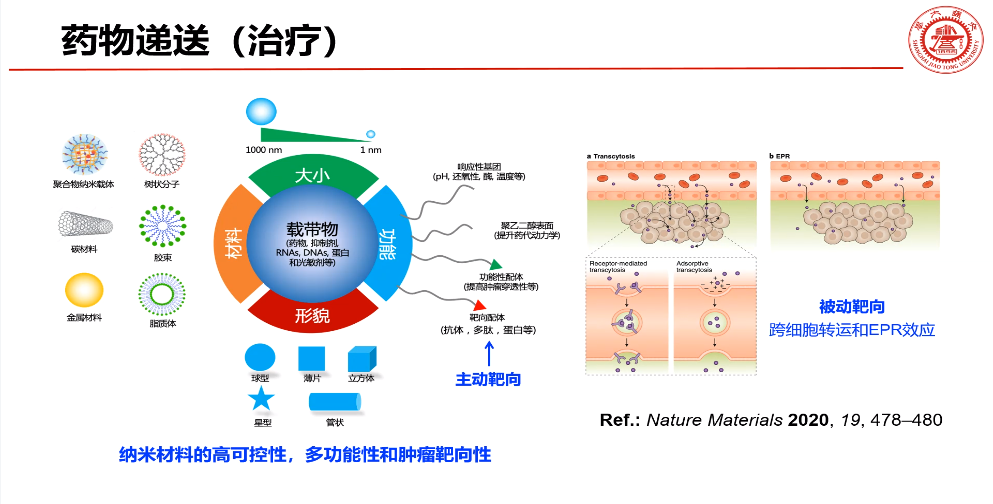 药物递送（治疗）
SHANGHAI JIAO TONG UNIVERSITY
1000 nm
1 nm
聚合物纳米载体
树状分子
碳材料
胶束
金属材料
脂质体
大小
材料
功能
形貌
载带物
(药物, 抑制剂,
RNAs, DNAs, 蛋白
和光敏剂等)
响应性基团
(pH, 还氧性, 酶, 温度等)
聚乙二醇表面
(提升药代动力学)
功能性配体
(提高肿瘤穿透性等)
靶向配体
(抗体，多肽，蛋白等)
主动靶向
球型
薄片
立方体
星型
管状
纳米材料的高可控性，多功能性和肿瘤靶向性
a Transcytosis
b EPR
Receptor-mediated
transcytosis
Adsorptive
transcytosis
被动靶向
跨细胞转运和EPR效应
Ref.: Nature Materials 2020, 19, 478–480